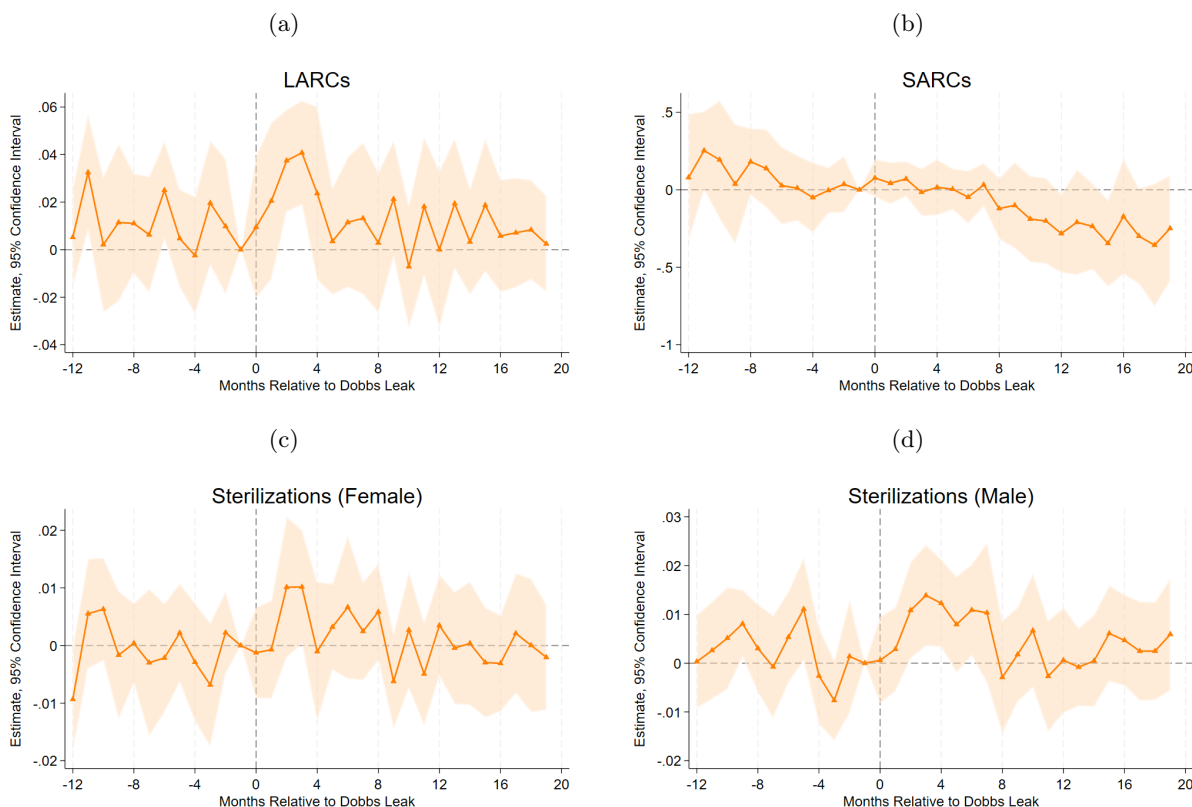 (a)
(b)
LARCs
SARCs
Estimate, 95% Confidence Interval
.06
.04
.02
0
-.02
-.04
-12 -8 -4 0 4 8 12 16 20
Months Relative to Dobbs Leak
Estimate, 95% Confidence Interval
.5
0
-.5
-1
-12 -8 -4 0 4 8 12 16 20
Months Relative to Dobbs Leak
(c)
(d)
Sterilizations (Female)
Sterilizations (Male)
Estimate, 95% Confidence Interval
.02
.01
0
-.01
-.02
-12 -8 -4 0 4 8 12 16 20
Months Relative to Dobbs Leak
Estimate, 95% Confidence Interval
.03
.02
.01
0
-.01
-.02
-12 -8 -4 0 4 8 12 16 20
Months Relative to Dobbs Leak